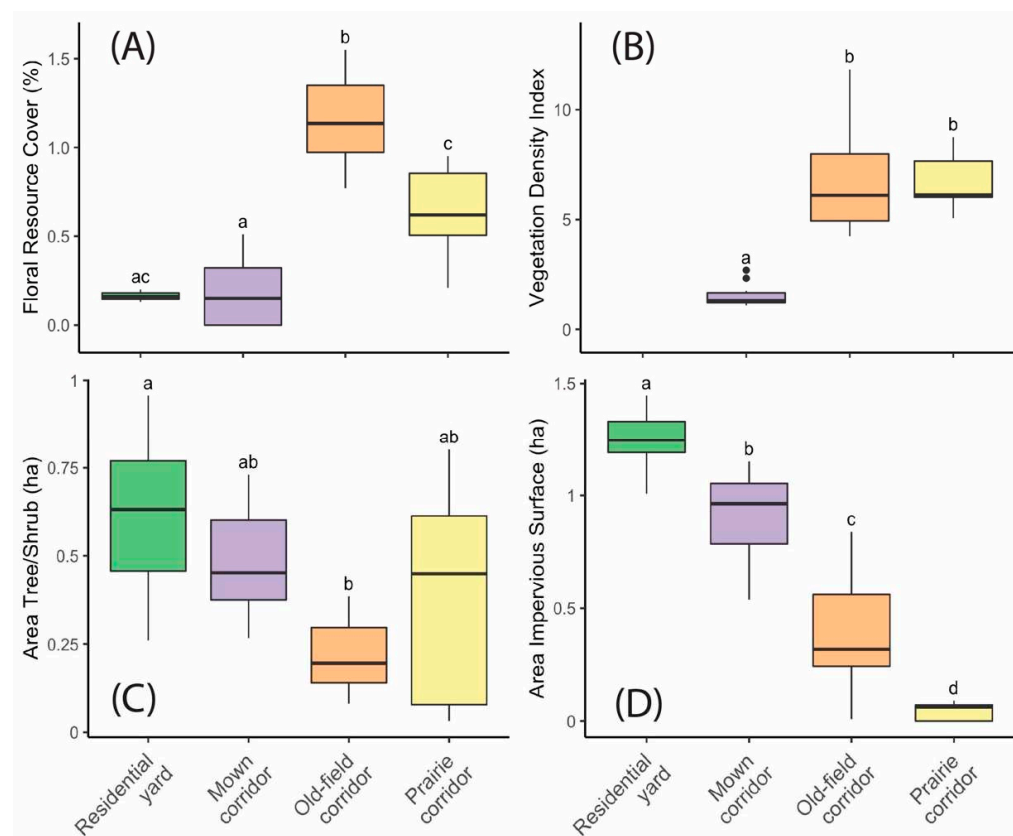 (A)
Floral Resource Cover (%)
1.5
1.0
0.5
0.0
ac
a
b
c
(B)
Vegetation Density Index
10
5
0
a
b
b
(C)
Area Tree/Shrub (ha)
1
0.75
0.5
0.25
0
a
ab
b
ab
Residential
yard
Mown
corridor
Old-field
corridor
Prairie
corridor
(D)
Area Impervious Surface (ha)
1.5
1
0.5
0
a
b
c
d
Residential
yard
Mown
corridor
Old-field
corridor
Prairie
corridor